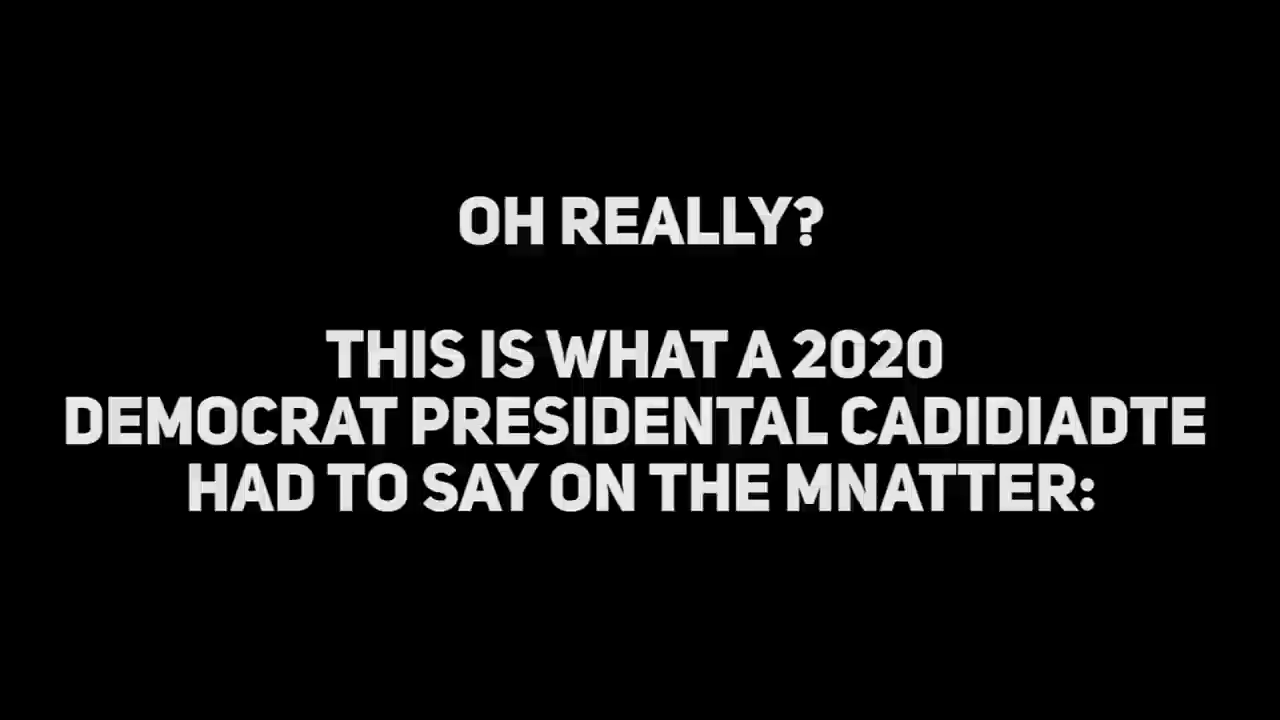 OH REALLY?
THIS IS WHAT A 2020
DEMOCRAT PRESIDENTAL CADIDIADTE
HAD TO SAY ON THE MNATTER: